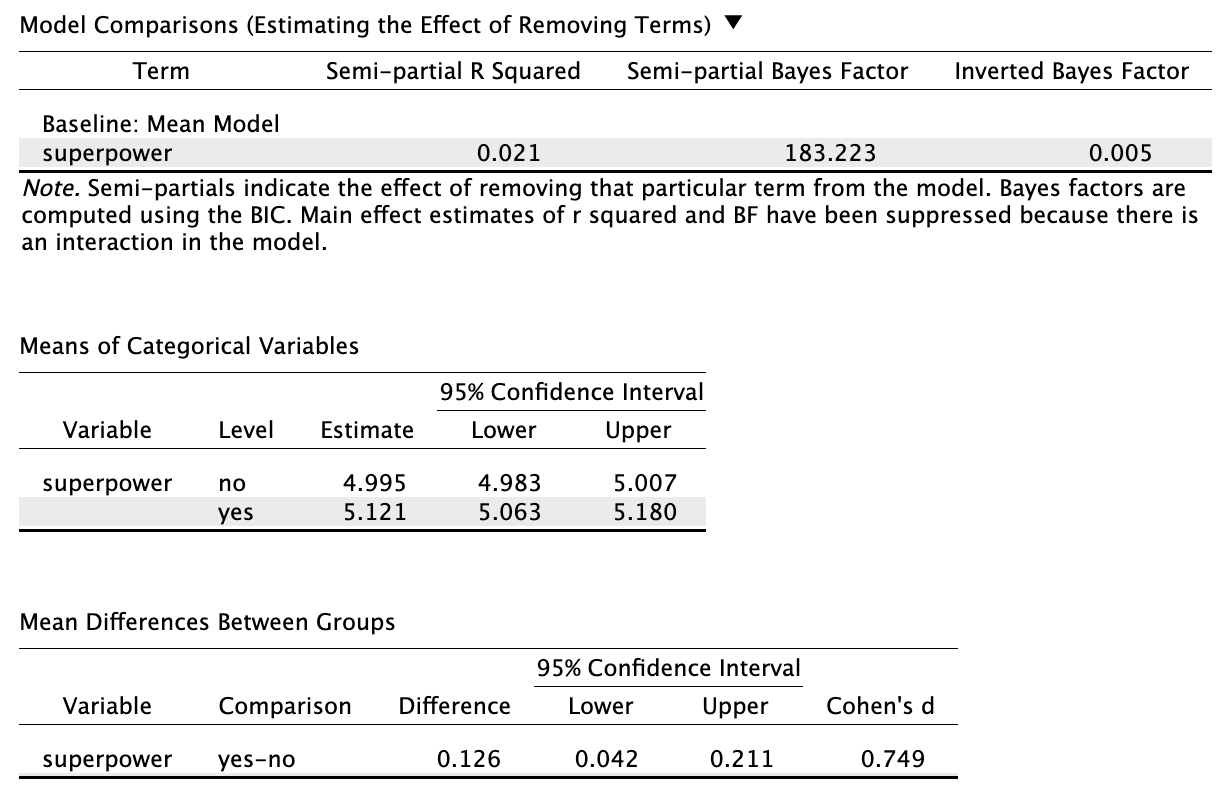 Model Comparisons (Estimating the Effect of Removing Terms) ▼
Term Semi-partial R Squared Semi-partial Bayes Factor Inverted Bayes Factor
Baseline: Mean Model
superpower 0.021 183.223 0.005
Note. Semi-partials indicate the effect of removing that particular term from the model. Bayes factors are
computed using the BIC. Main effect estimates of r squared and BF have been suppressed because there is
an interaction in the model.
Means of Categorical Variables
95% Confidence Interval
Variable Level Estimate Lower Upper
superpower no 4.995 4.983 5.007
yes 5.121 5.063 5.180
Mean Differences Between Groups
95% Confidence Interval
Variable Comparison Difference Lower Upper Cohen's d
superpower yes-no 0.126 0.042 0.211 0.749